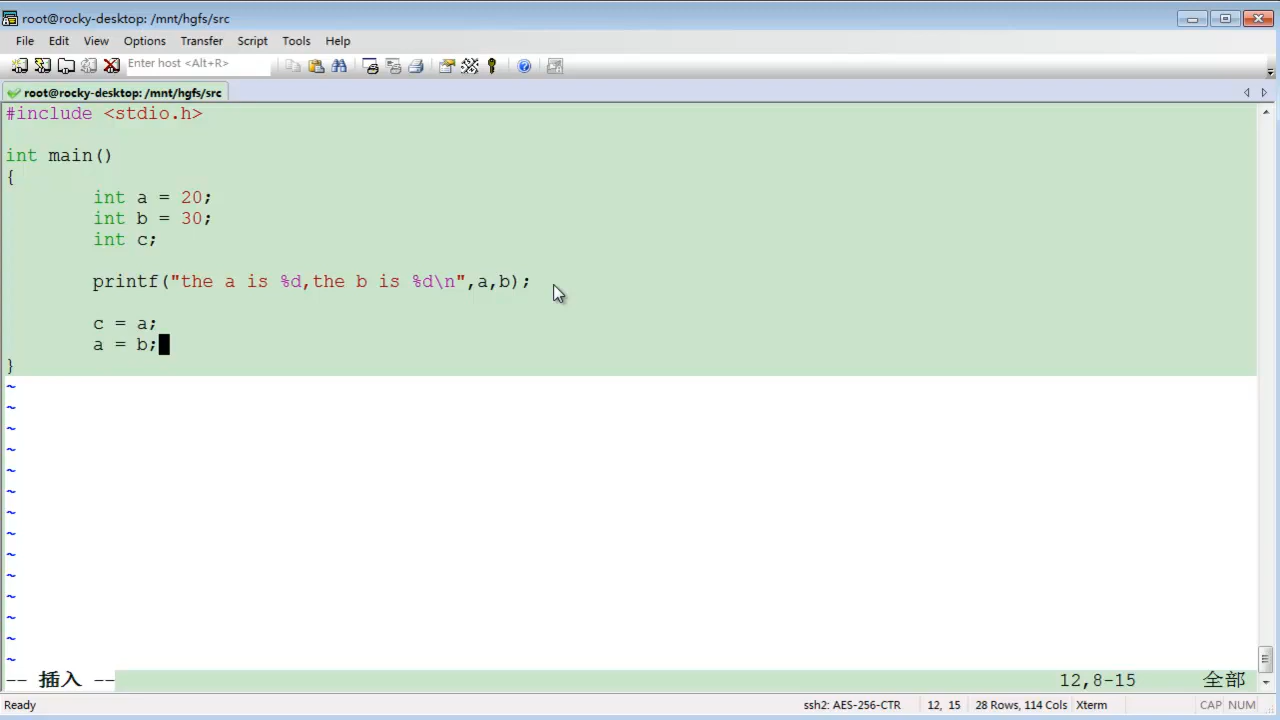 root@rocky-desktop: /mnt/hgfs/src
File Edit View Options Transfer Script Tools Help
Enter host <Alt+R>
root@rocky-desktop: /mnt/hgfs/src
#include <stdio.h>
int main()
{
int a = 20;
int b = 30;
int c;
printf("the a is %d,the b is %d\n",a,b);
c = a;
a = b;
}
~
~
~
~
~
~
~
~
~
~
~
~
~
~
-- 插入 -- 12,8-15 全部
Ready ssh2: AES-256-CTR 12, 15 28 Rows, 114 Cols Xterm CAP NUM